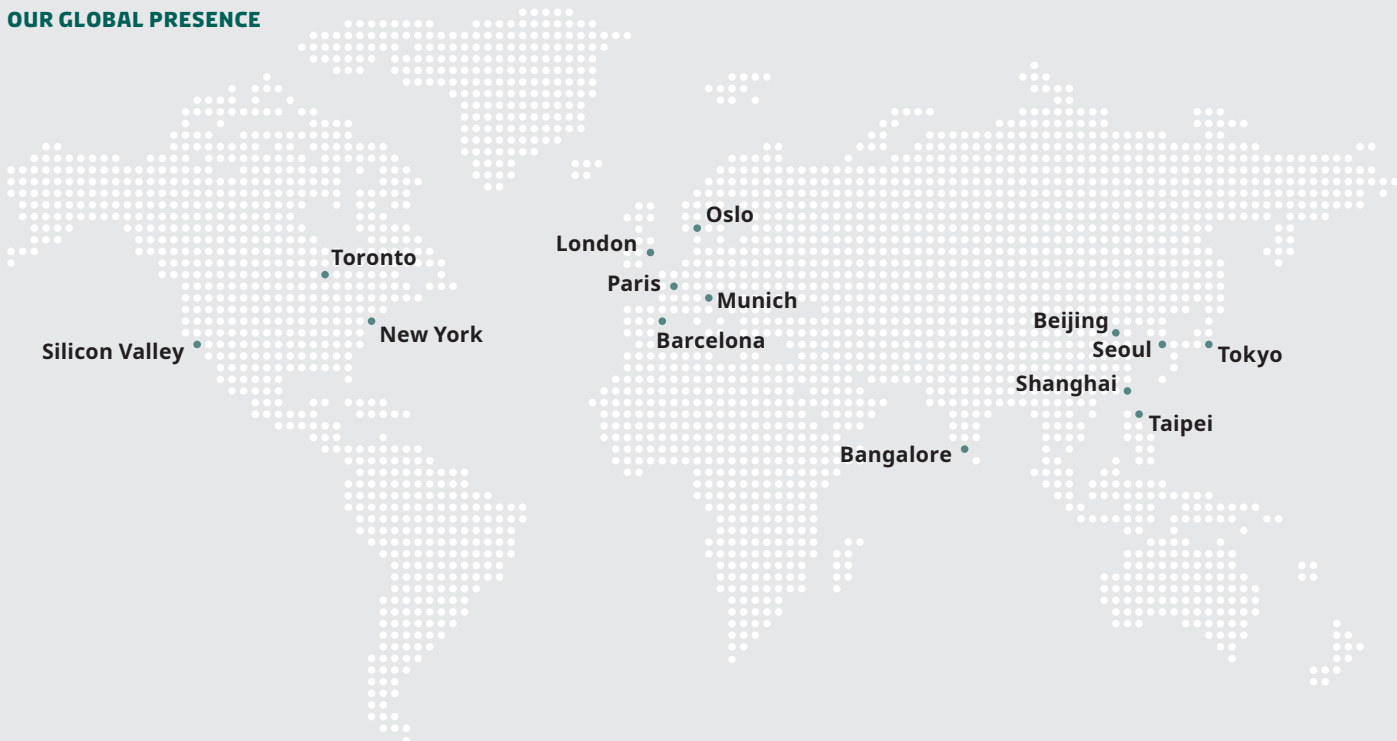 OUR GLOBAL PRESENCE
Oslo
London
Toronto
Paris
Munich
Beijing
New York
Barcelona
Silicon Valley
Seoul
Tokyo
Shanghai
Taipei
Bangalore